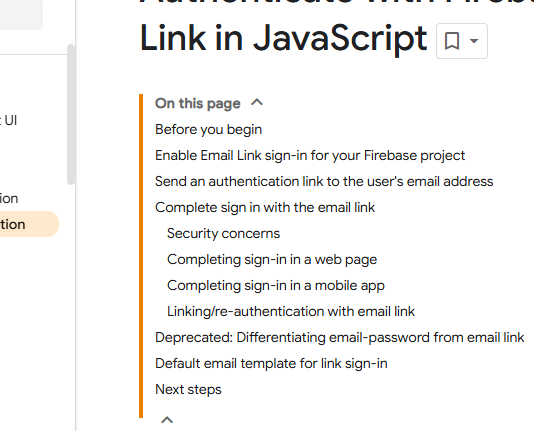 Link in JavaScript
On this page
Before you begin
Enable Email Link sign-in for your Firebase project
Send an authentication link to the user's email address
Complete sign in with the email link
Security concerns
Completing sign-in in a web page
Completing sign-in in a mobile app
Linking/re-authentication with email link
Deprecated: Differentiating email-password from email link
Default email template for link sign-in
Next steps
UI
ion
tion